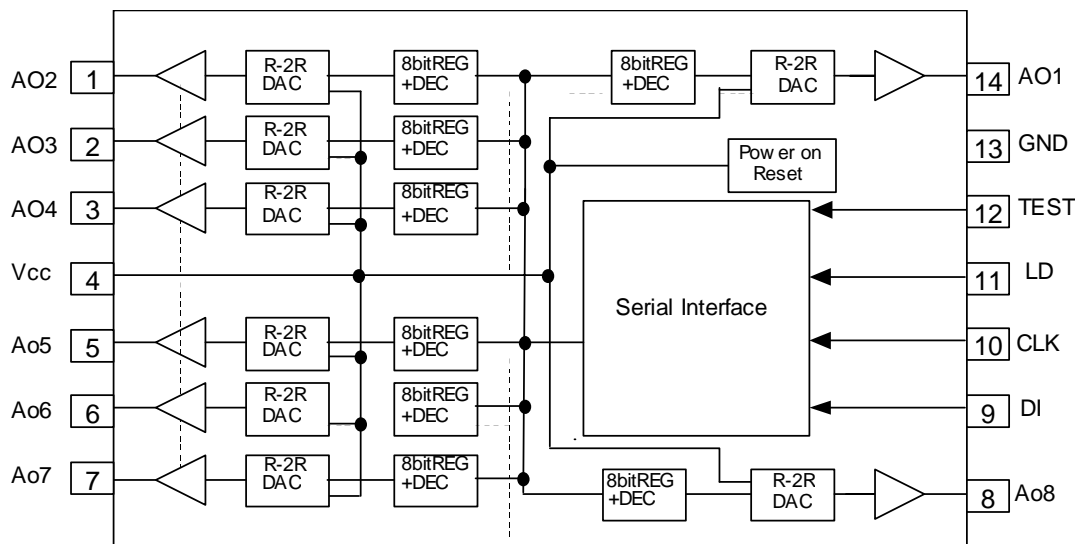 AO2 1 R-2R DAC 8bitREG +DEC 8bitREG +DEC R-2R DAC 14 AO1
AO3 2 R-2R DAC 8bitREG +DEC Power on Reset 13 GND
AO4 3 R-2R DAC 8bitREG +DEC 12 TEST
Vcc 4 Serial Interface 11 LD
Ao5 5 R-2R DAC 8bitREG +DEC 10 CLK
Ao6 6 R-2R DAC 8bitREG +DEC 9 DI
Ao7 7 R-2R DAC 8bitREG +DEC 8bitREG +DEC R-2R DAC 8 Ao8